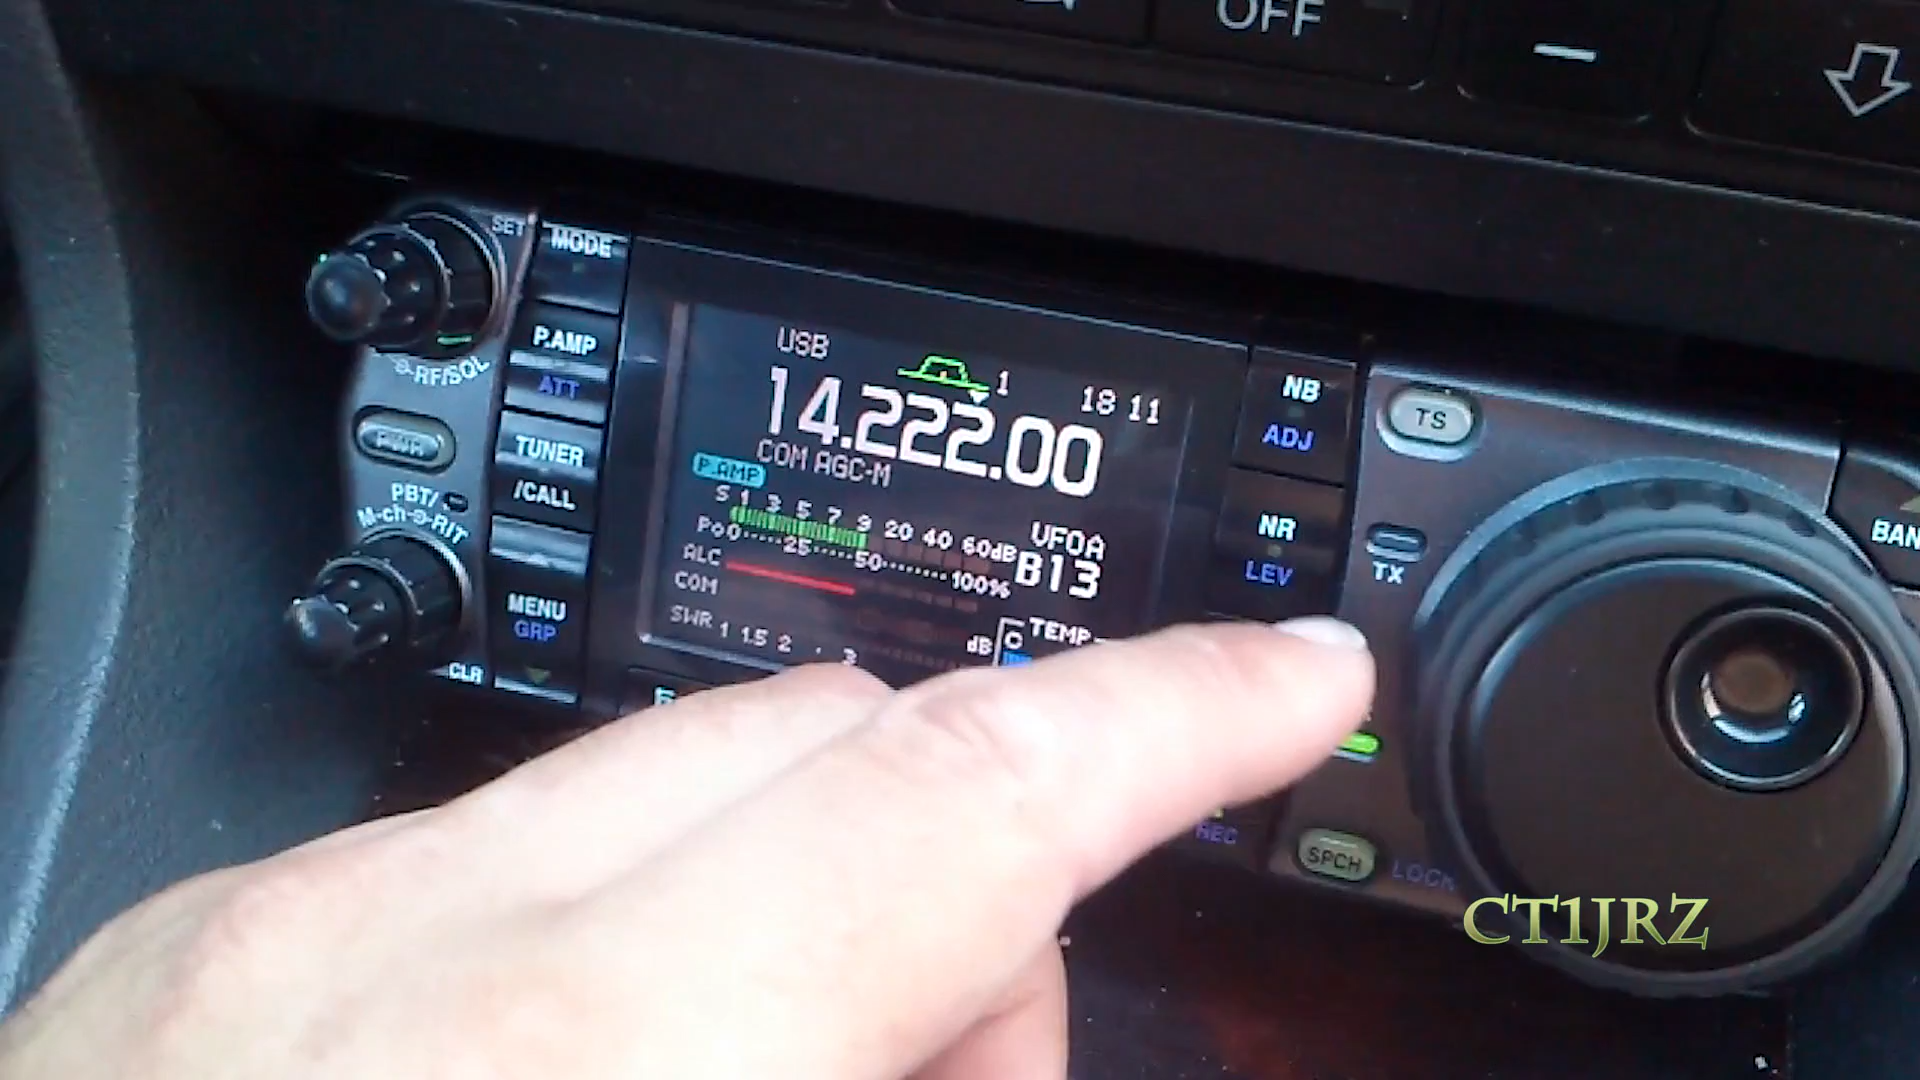 OFF
SET
MODE
P.AMP
ATT
RF/SQL
PWR
TUNER
/CALL
PBT/
M-ch RIT
MENU
GRP
CLR
USB
1
18 11
14.222.00
COM AGC-M
P.AMP
S 1 3 5 7 9 20 40 60dB
Po 0 25 50 100%
VFOA
B13
ALC
COM
dB
SWR 1 1.5 2 3
TEMP
C
NB
ADJ
NR
LEV
TS
TX
BAN
REC
SPCH
LOCK
CT1JRZ